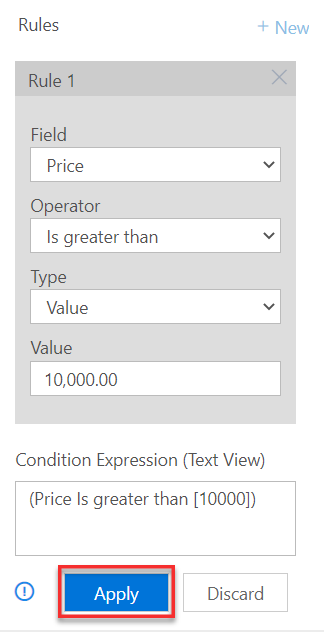 Rules
+ New
Rule 1
Field
Price
Operator
Is greater than
Type
Value
Value
10,000.00
Condition Expression (Text View)
(Price Is greater than [10000])
Apply
Discard